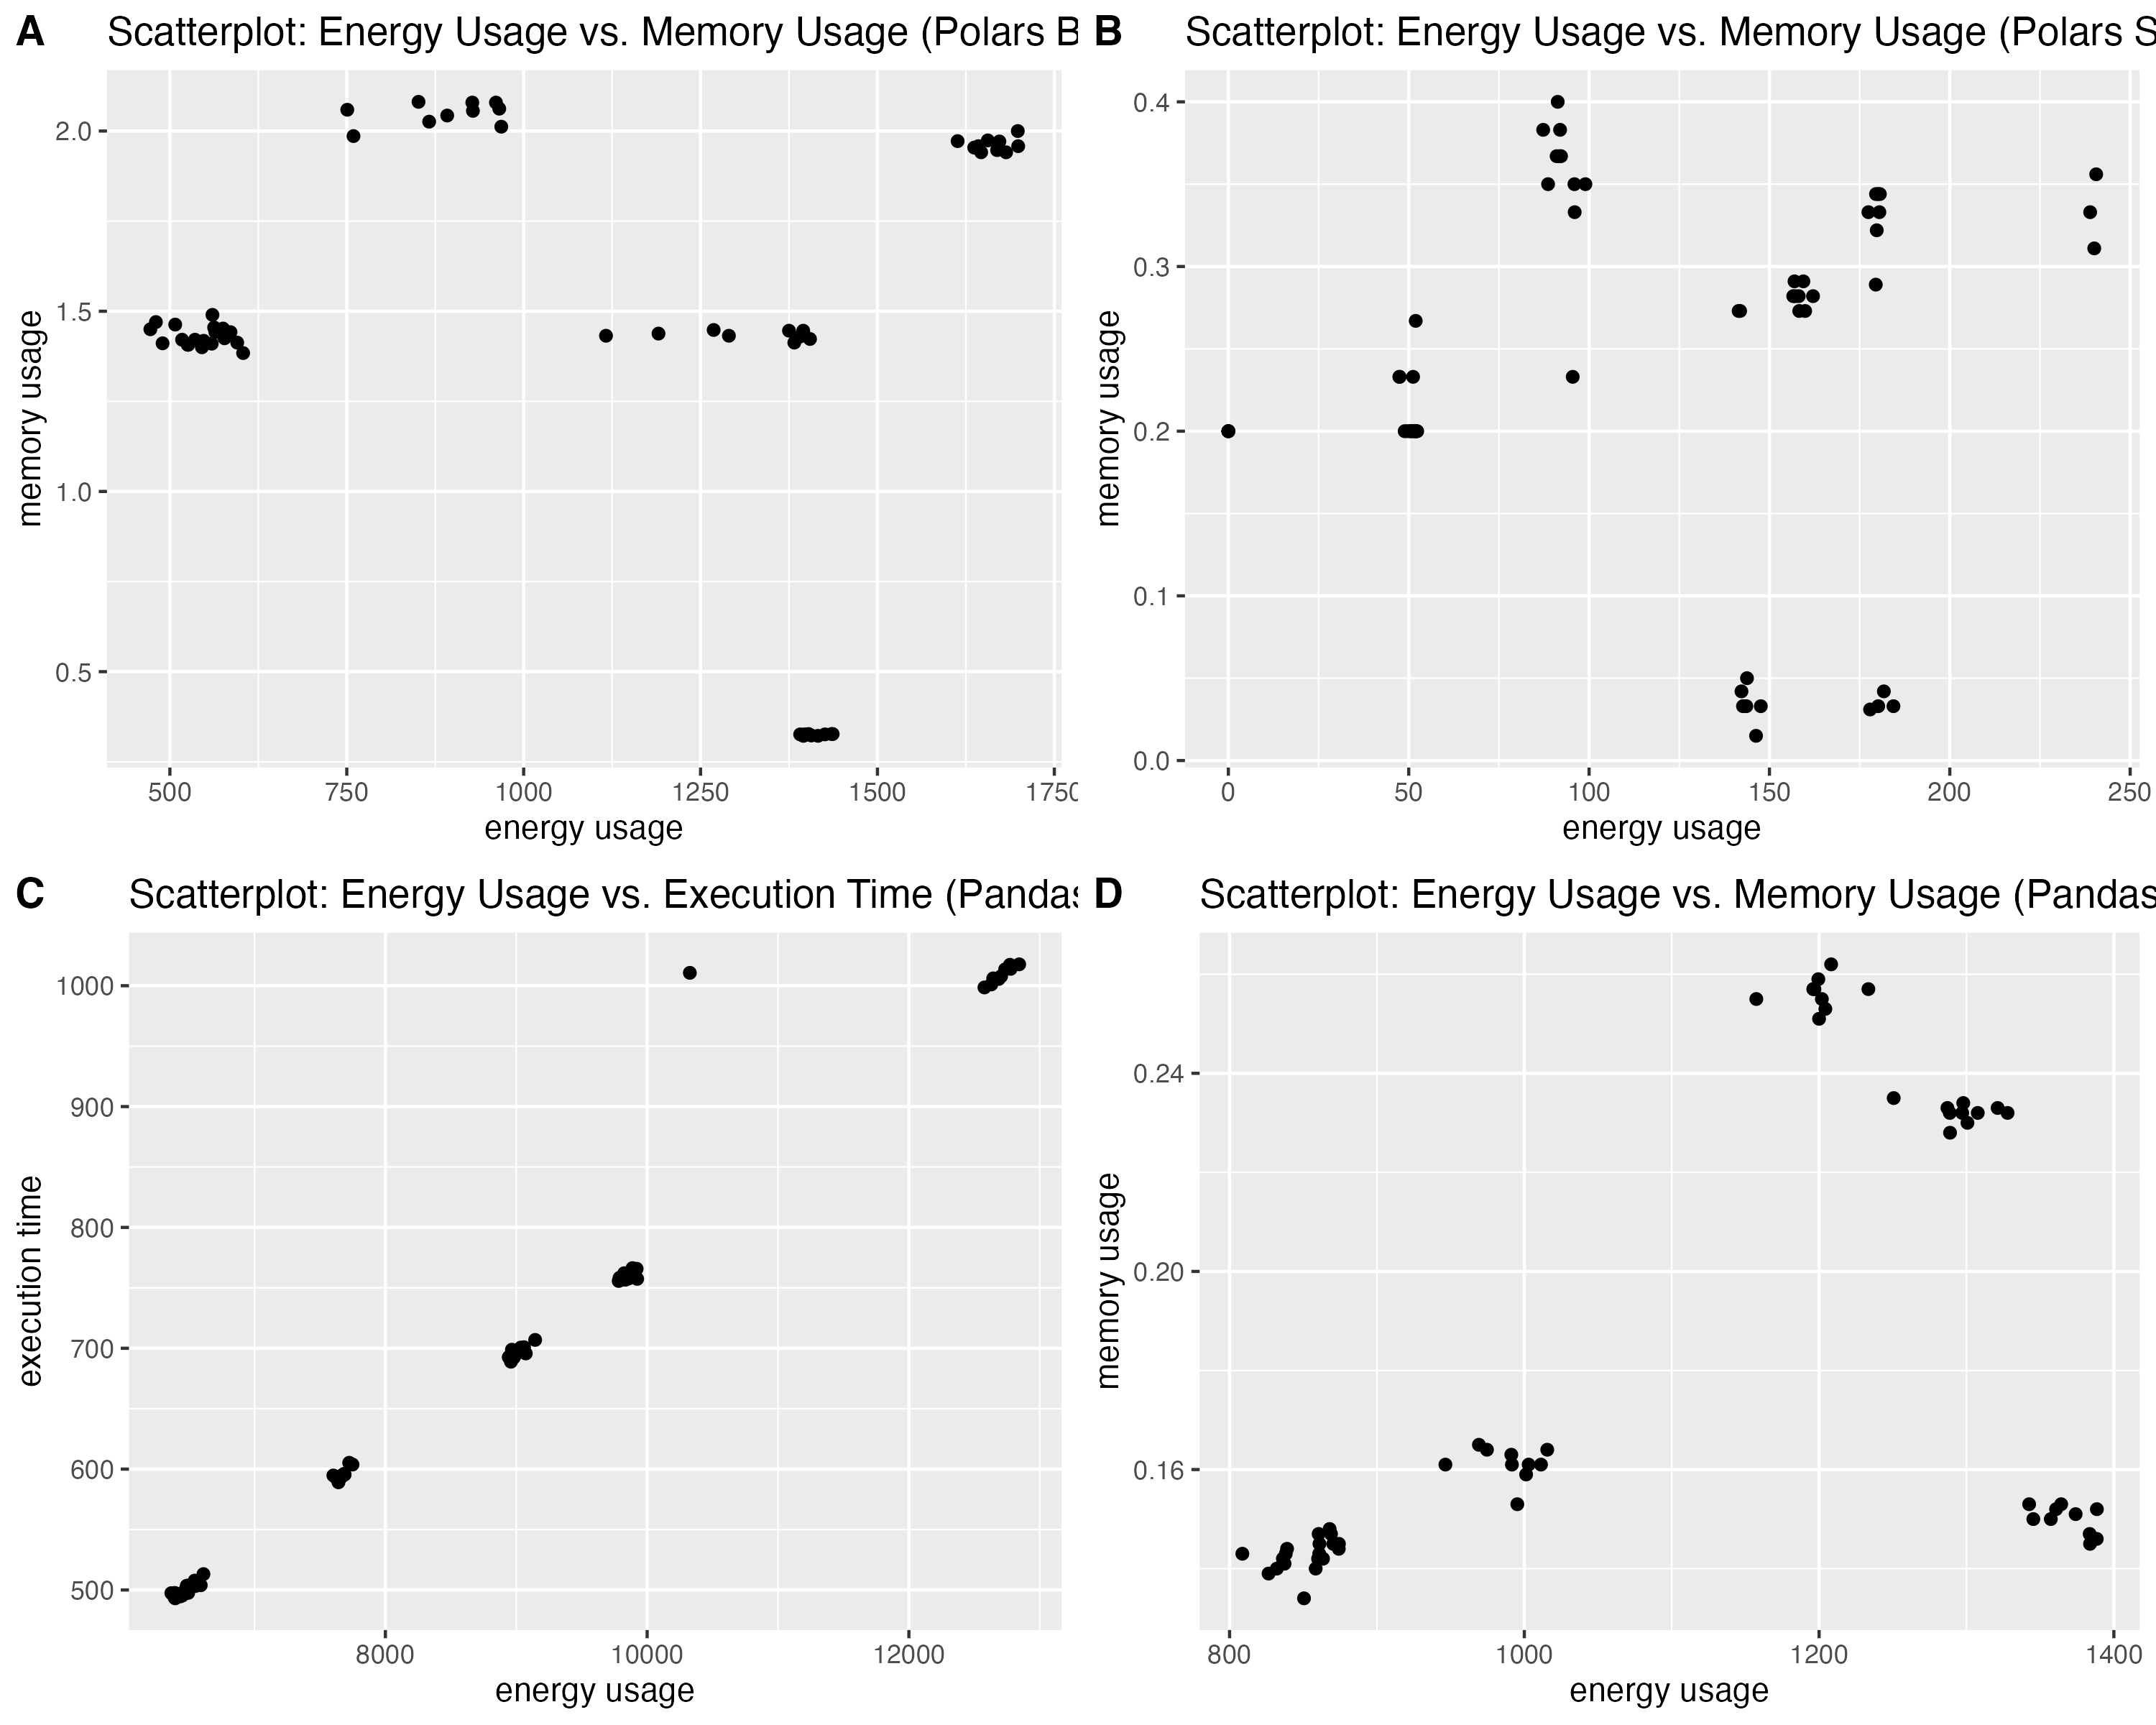 A
Scatterplot: Energy Usage vs. Memory Usage (Polars B
2.0
1.5
1.0
0.5
memory usage
500 750 1000 1250 1500 1750
energy usage
B
Scatterplot: Energy Usage vs. Memory Usage (Polars S
0.4
0.3
0.2
0.1
0.0
memory usage
0 50 100 150 200 250
energy usage
C
Scatterplot: Energy Usage vs. Execution Time (Pandas
1000
900
800
700
600
500
execution time
8000 10000 12000
energy usage
D
Scatterplot: Energy Usage vs. Memory Usage (Pandas
0.24
0.20
0.16
memory usage
800 1000 1200 1400
energy usage